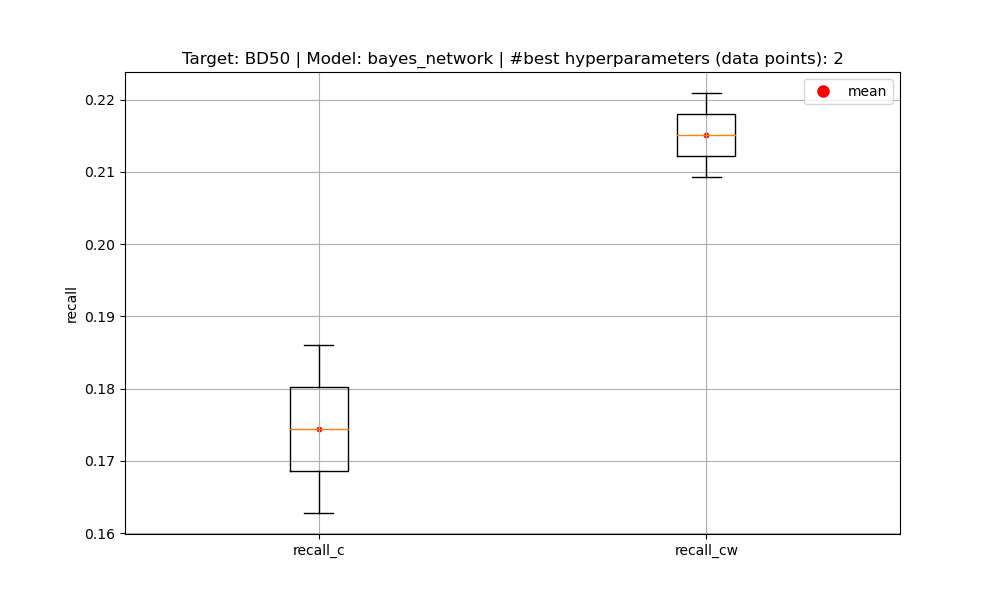 Target: BD50 | Model: bayes_network | #best hyperparameters (data points): 2
mean
0.22
0.21
0.20
0.19
0.18
0.17
0.16
recall
recall_c
recall_cw